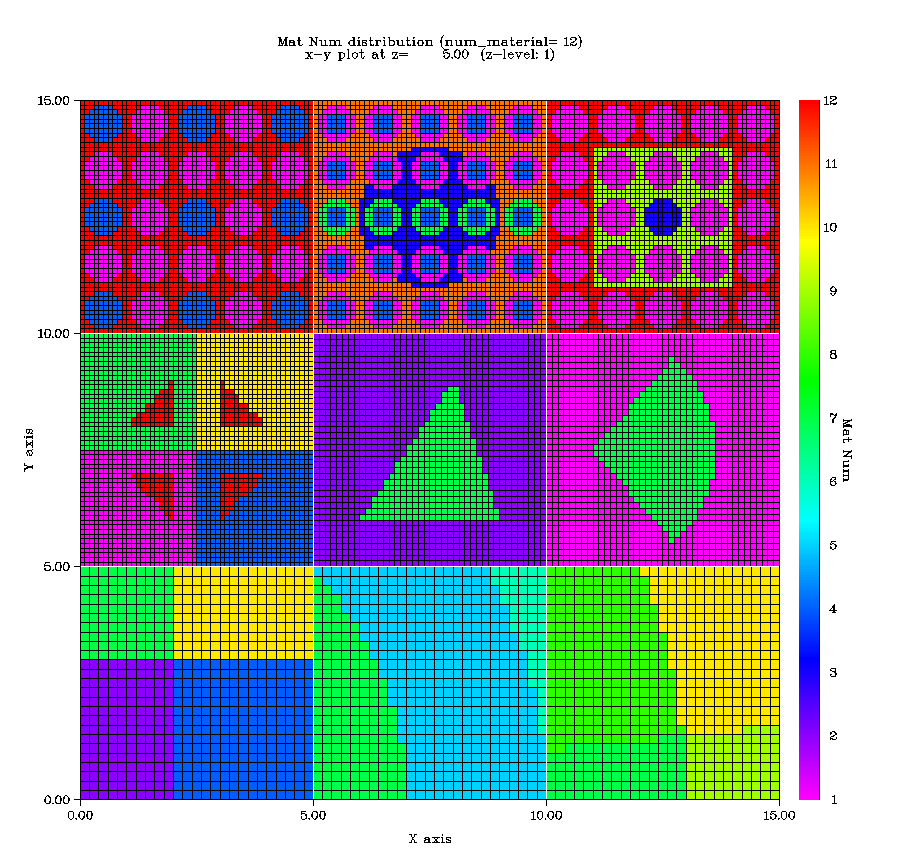 Mat Num distribution (num_material= 12)
x-y plot at z= 5.00 (z-level: 1)
15.00
10.00
5.00
0.00
Y axis
0.00 5.00 10.00 15.00
X axis
12
11
10
9
8
7
6
5
4
3
2
1
Mat Num